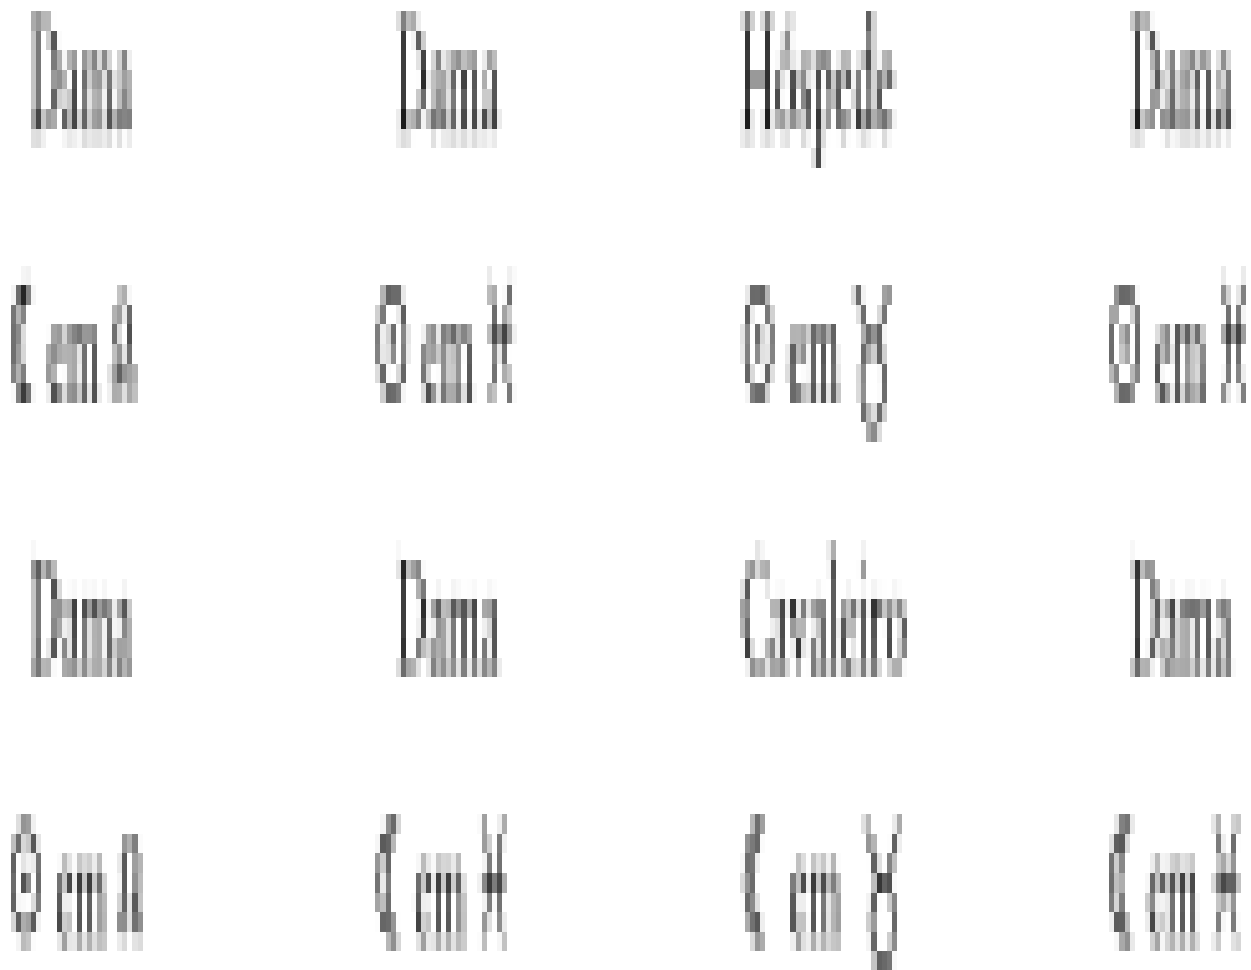 Dama Dama Hóspede Dama
☾ em ♎ ☉ em ♓ ☉ em ♉ ☉ em ♓
Dama Dama Cavaleiro Dama
☉ em ♎ ☾ em ♓ ☾ em ♉ ☾ em ♓